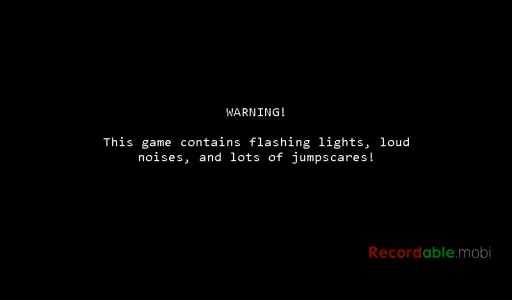 WARNING!
This game contains flashing lights, loud
noises, and lots of jumpscares!
Recordable.mobi